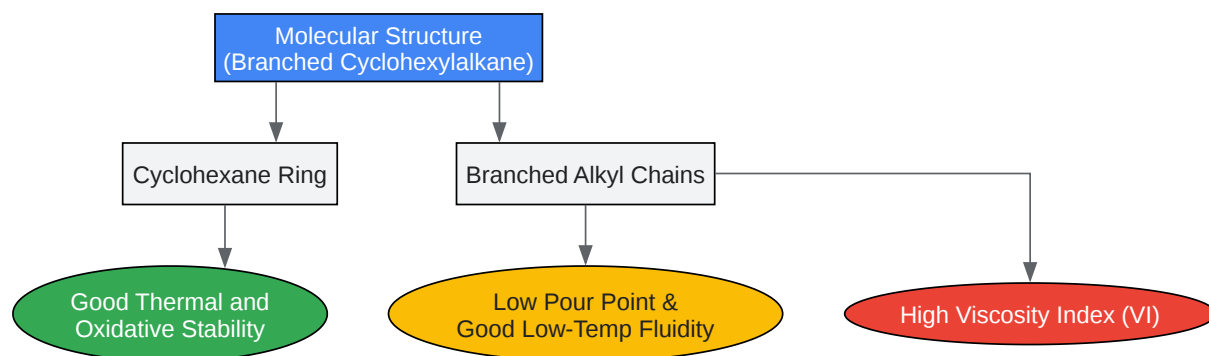 Molecular Structure
(Branched Cyclohexylalkane)
Cyclohexane Ring
Branched Alkyl Chains
Good Thermal and
Oxidative Stability
Low Pour Point &
Good Low-Temp Fluidity
High Viscosity Index (VI)